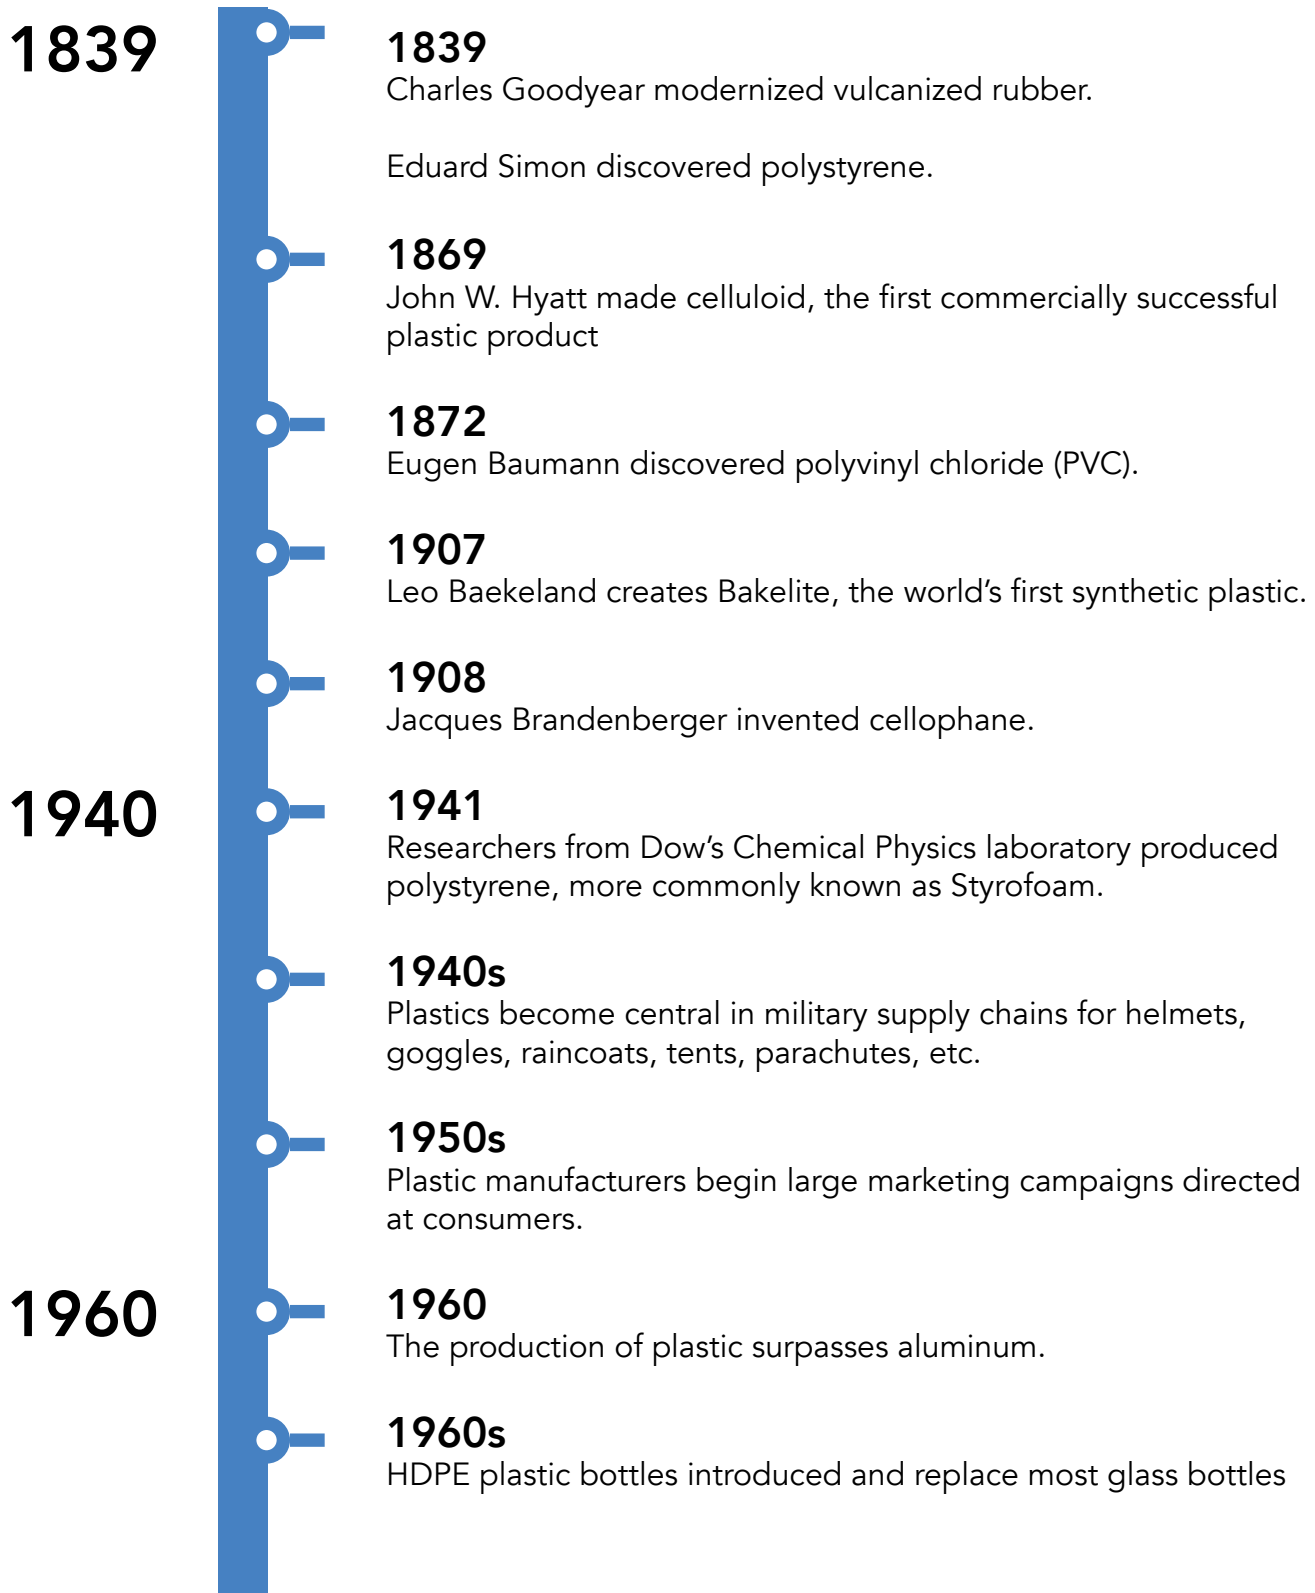 1839
1839
Charles Goodyear modernized vulcanized rubber.
Eduard Simon discovered polystyrene.
1869
John W. Hyatt made celluloid, the first commercially successful
plastic product
1872
Eugen Baumann discovered polyvinyl chloride (PVC).
1907
Leo Baekeland creates Bakelite, the world’s first synthetic plastic.
1908
Jacques Brandenberger invented cellophane.
1940
1941
Researchers from Dow’s Chemical Physics laboratory produced
polystyrene, more commonly known as Styrofoam.
1940s
Plastics become central in military supply chains for helmets,
goggles, raincoats, tents, parachutes, etc.
1950s
Plastic manufacturers begin large marketing campaigns directed
at consumers.
1960
1960
The production of plastic surpasses aluminum.
1960s
HDPE plastic bottles introduced and replace most glass bottles